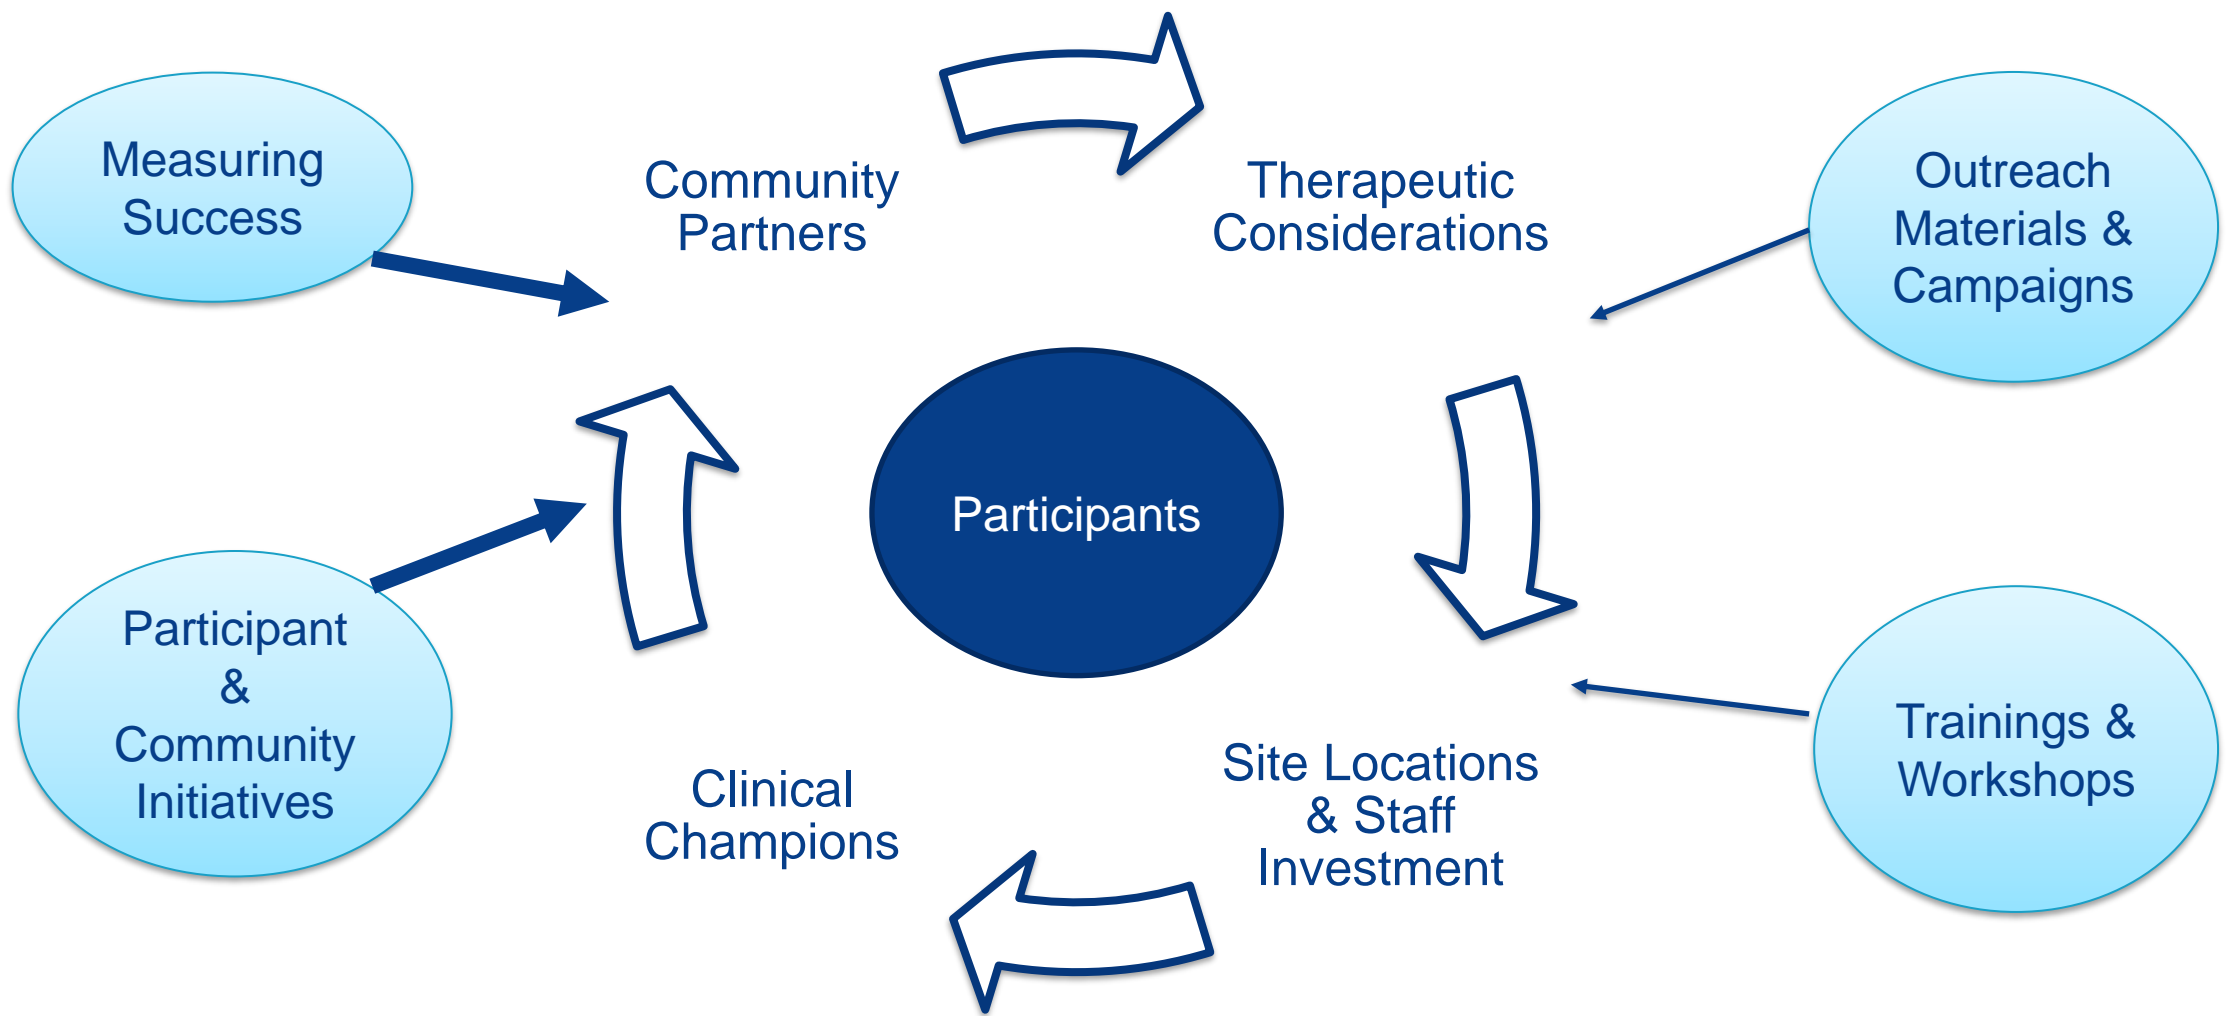 Measuring
Success
Community
Partners
Therapeutic
Considerations
Outreach
Materials &
Campaigns
Participants
Participant
&
Community
Initiatives
Clinical
Champions
Site Locations
& Staff
Investment
Trainings &
Workshops